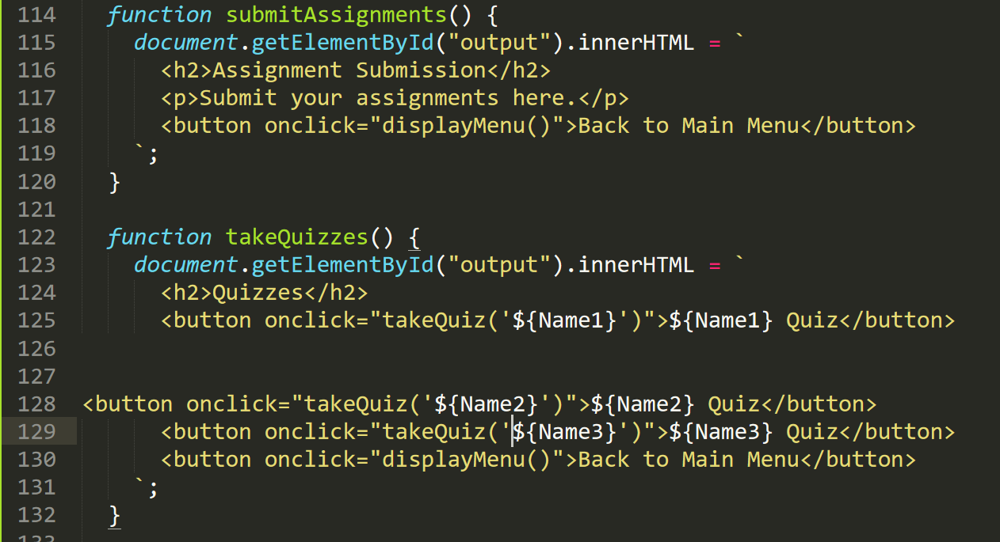 114 function submitAssignments() {
115 document.getElementById("output").innerHTML = `
116 <h2>Assignment Submission</h2>
117 <p>Submit your assignments here.</p>
118 <button onclick="displayMenu()">Back to Main Menu</button>
119 `;
120 }
121
122 function takeQuizzes() {
123 document.getElementById("output").innerHTML = `
124 <h2>Quizzes</h2>
125 <button onclick="takeQuiz('${Name1}')">${Name1} Quiz</button>
126
127
128 <button onclick="takeQuiz('${Name2}')">${Name2} Quiz</button>
129 <button onclick="takeQuiz('${Name3}')">${Name3} Quiz</button>
130 <button onclick="displayMenu()">Back to Main Menu</button>
131 `;
132 }
133